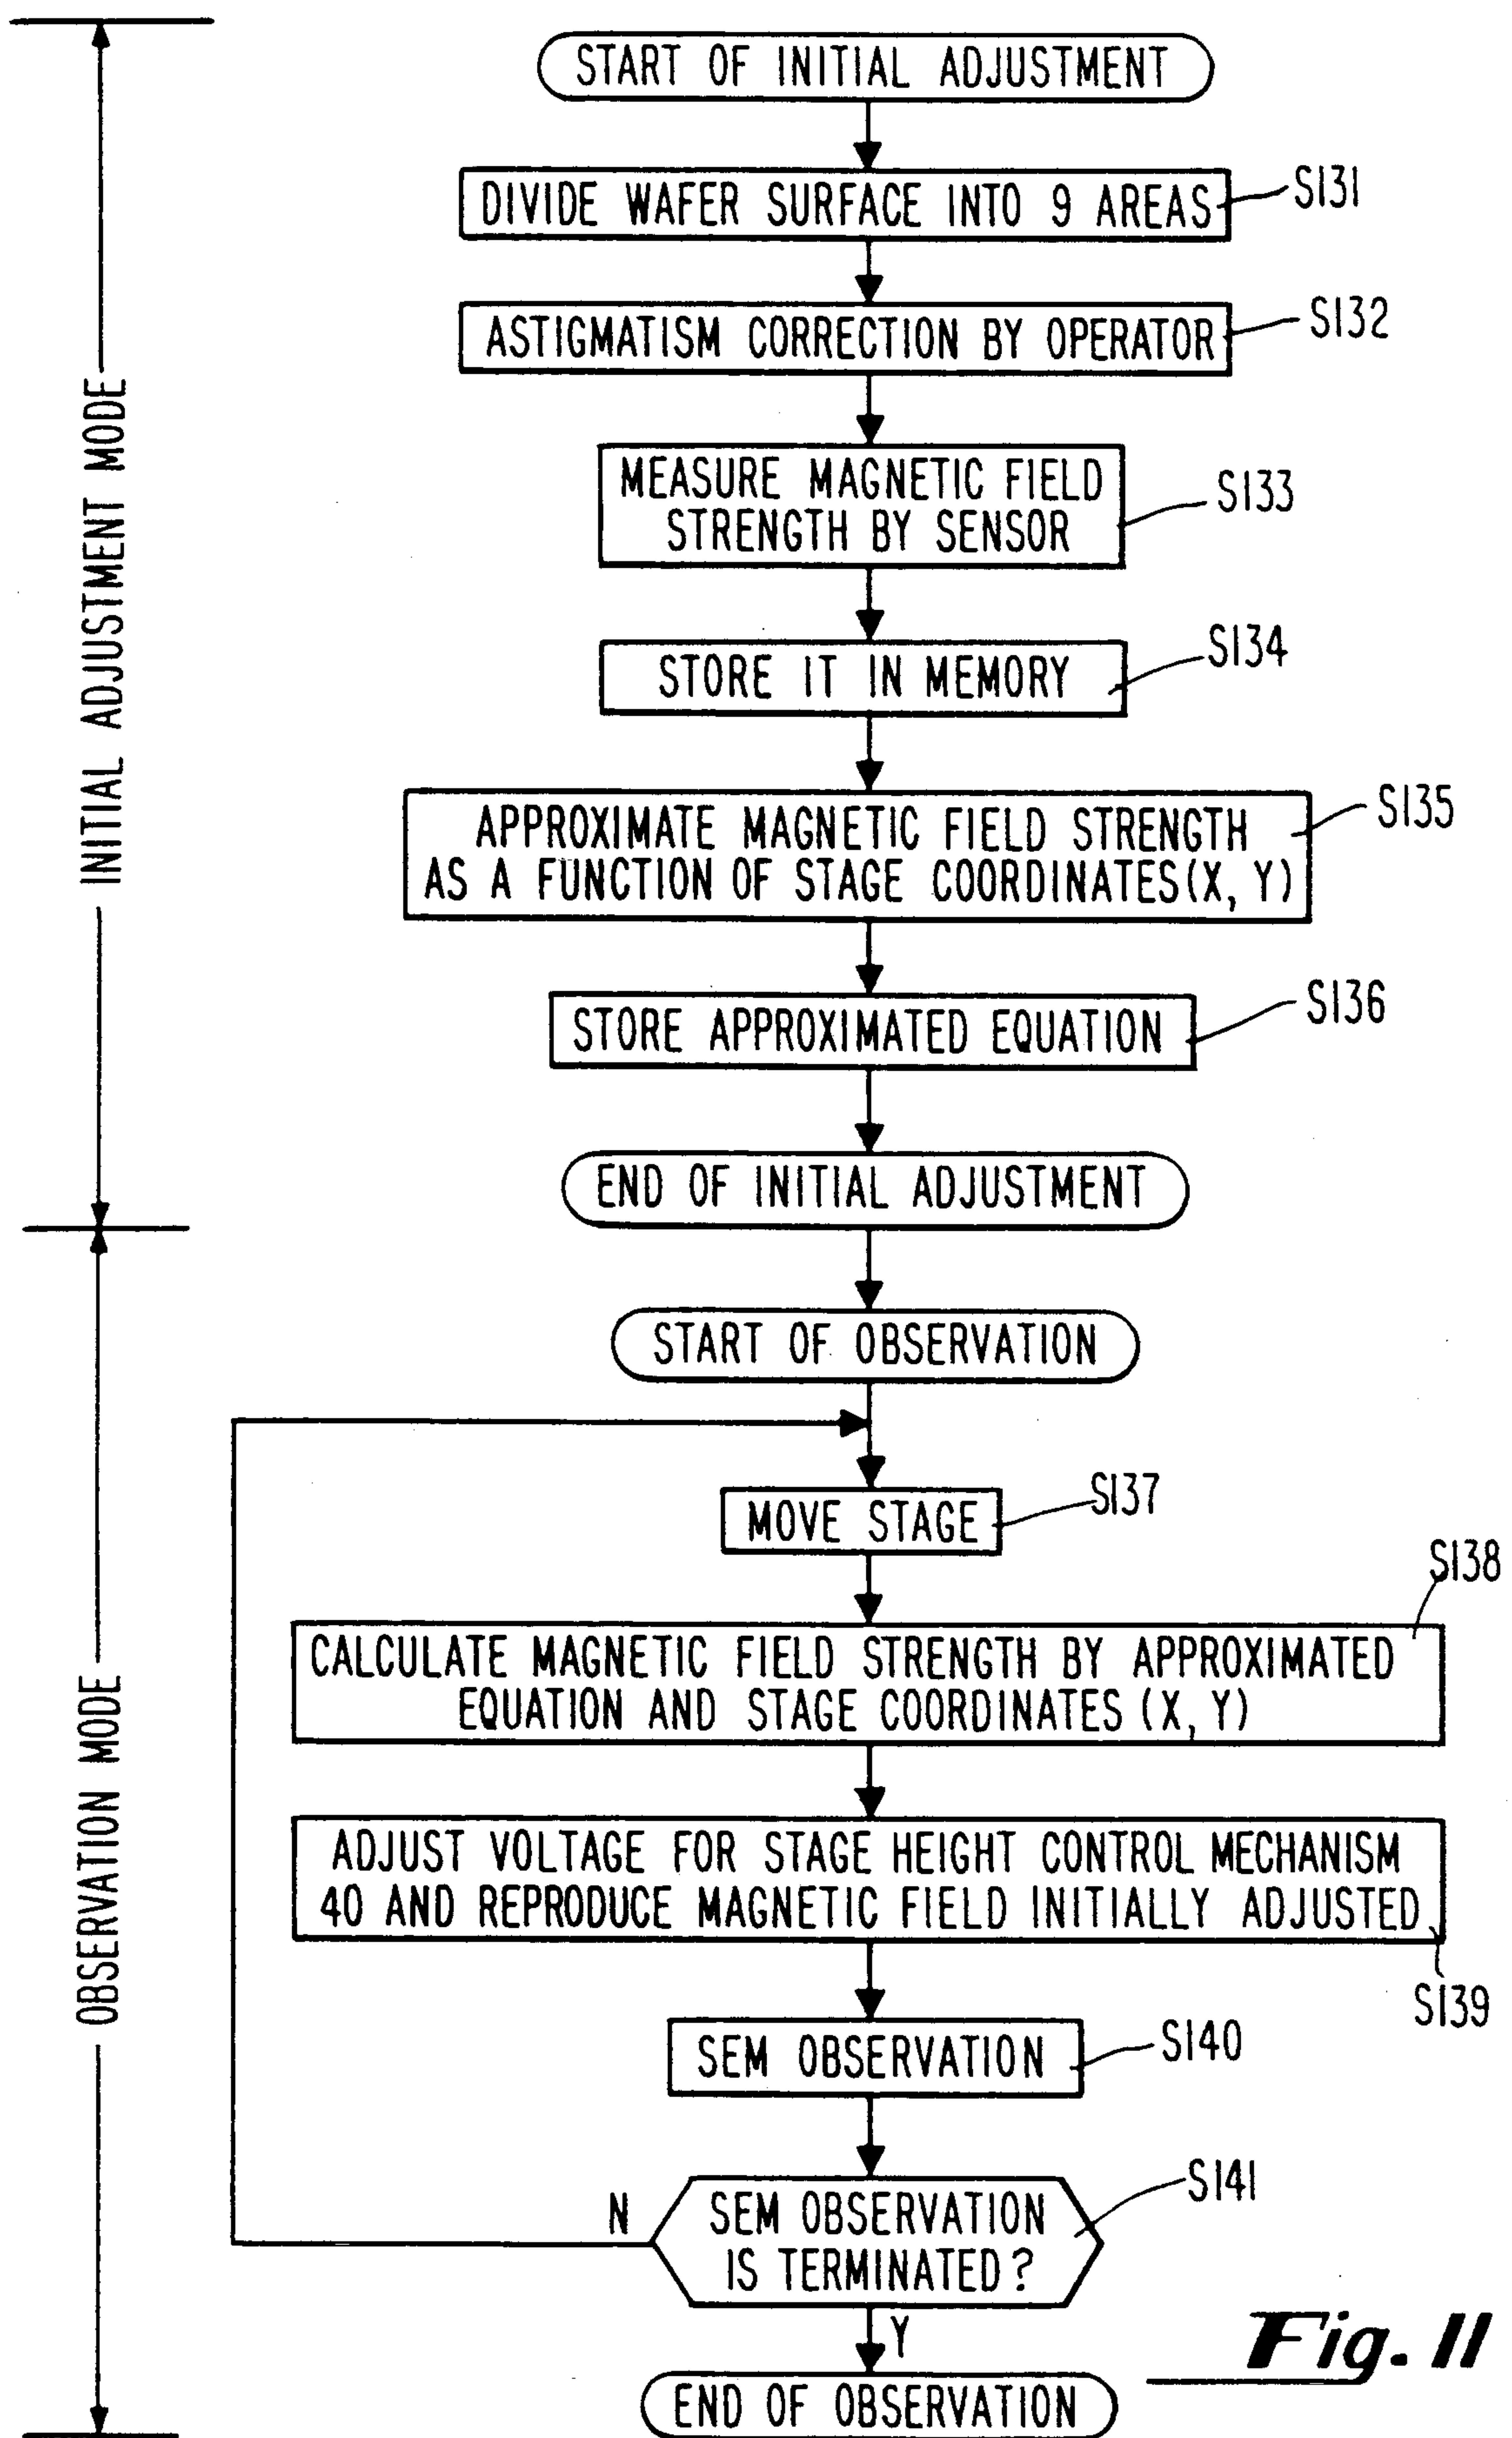 START OF INITIAL ADJUSTMENT
DIVIDE WAFER SURFACE INTO 9 AREAS
S131
ASTIGMATISM CORRECTION BY OPERATOR
S132
MEASURE MAGNETIC FIELD
STRENGTH BY SENSOR
S133
STORE IT IN MEMORY
S134
APPROXIMATE MAGNETIC FIELD STRENGTH
AS A FUNCTION OF STAGE COORDINATES(X, Y)
S135
STORE APPROXIMATED EQUATION
S136
END OF INITIAL ADJUSTMENT
INITIAL ADJUSTMENT MODE
START OF OBSERVATION
MOVE STAGE
S137
CALCULATE MAGNETIC FIELD STRENGTH BY APPROXIMATED
EQUATION AND STAGE COORDINATES (X, Y)
S138
ADJUST VOLTAGE FOR STAGE HEIGHT CONTROL MECHANISM
40 AND REPRODUCE MAGNETIC FIELD INITIALLY ADJUSTED
S139
SEM OBSERVATION
S140
SEM OBSERVATION
IS TERMINATED?
S141
N
Y
END OF OBSERVATION
OBSERVATION MODE
Fig. 11